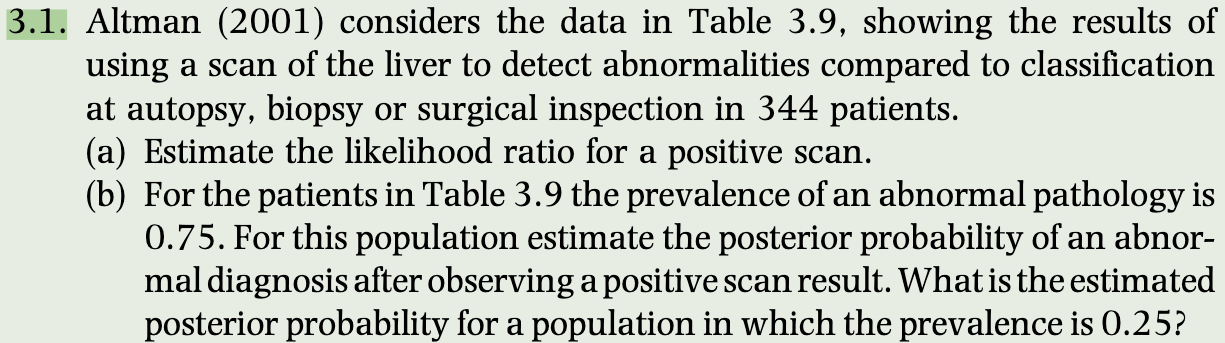 3.1. Altman (2001) considers the data in Table 3.9, showing the results of
using a scan of the liver to detect abnormalities compared to classification
at autopsy, biopsy or surgical inspection in 344 patients.
(a) Estimate the likelihood ratio for a positive scan.
(b) For the patients in Table 3.9 the prevalence of an abnormal pathology is
0.75. For this population estimate the posterior probability of an abnor-
mal diagnosis after observing a positive scan result. What is the estimated
posterior probability for a population in which the prevalence is 0.25?